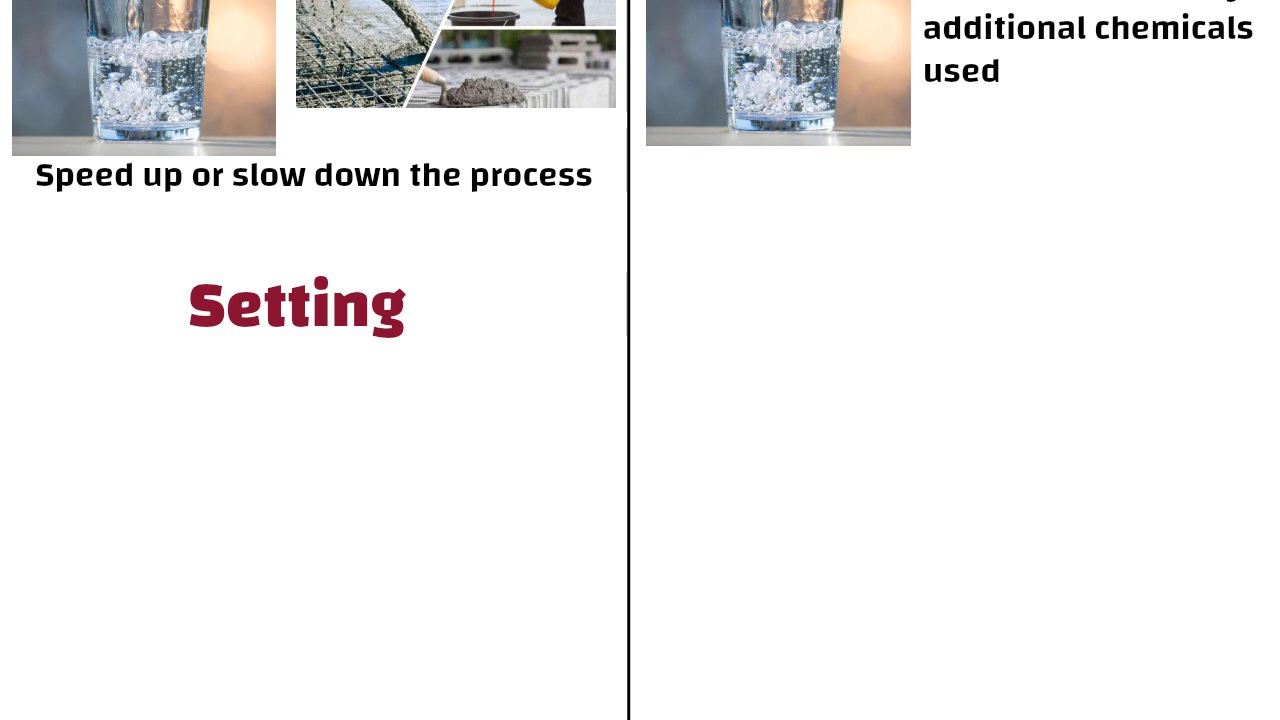 additional chemicals
used
Speed up or slow down the process
Setting